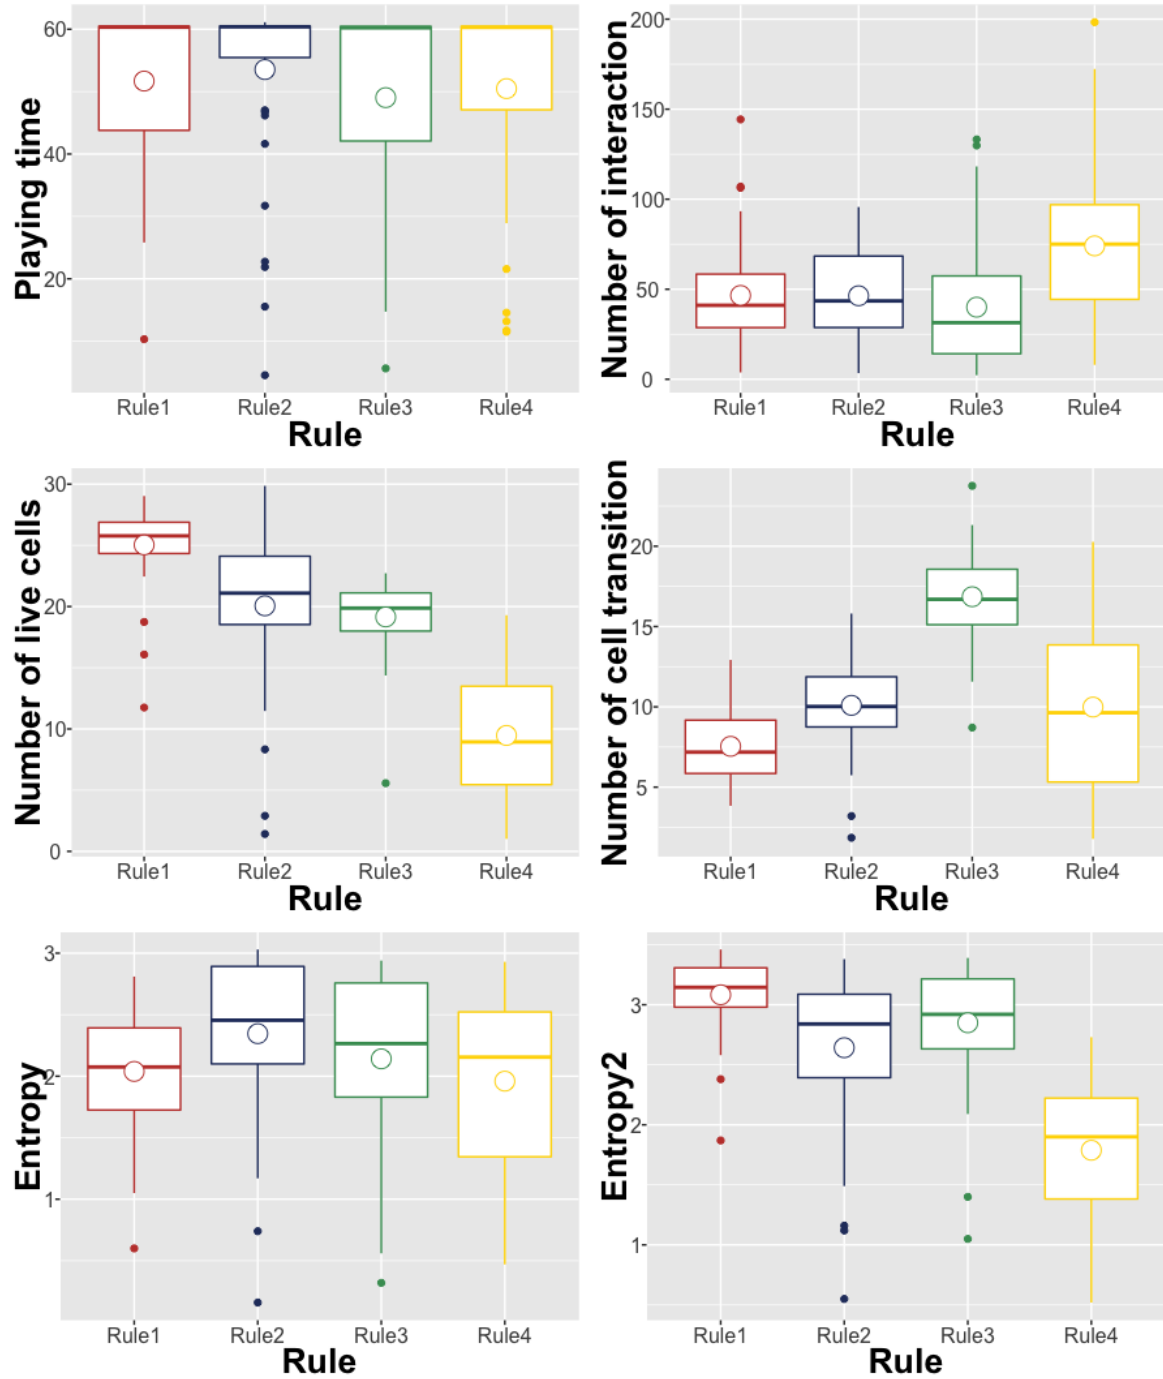 Playing time
60
40
20
Rule1 Rule2 Rule3 Rule4
Rule
Number of interaction
200
150
100
50
0
Rule1 Rule2 Rule3 Rule4
Rule
Number of live cells
30
20
10
0
Rule1 Rule2 Rule3 Rule4
Rule
Number of cell transition
20
15
10
5
Rule1 Rule2 Rule3 Rule4
Rule
Entropy
3
2
1
Rule1 Rule2 Rule3 Rule4
Rule
Entropy2
3
2
1
Rule1 Rule2 Rule3 Rule4
Rule